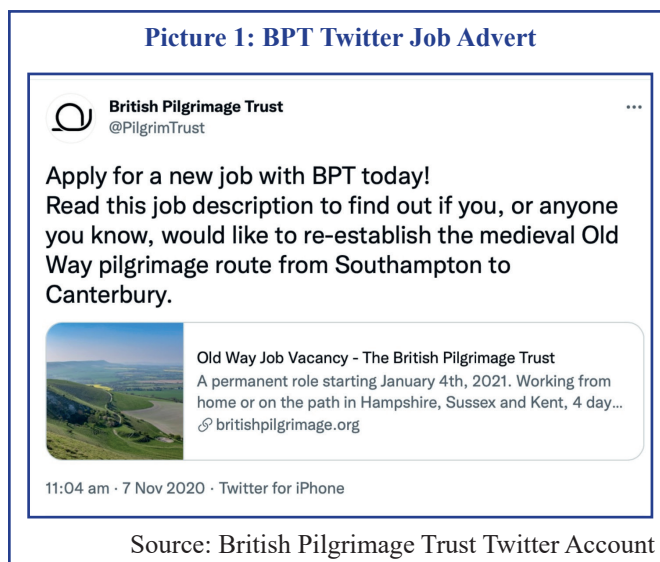 Picture 1: BPT Twitter Job Advert
British Pilgrimage Trust
@PilgrimTrust
Apply for a new job with BPT today!
Read this job description to find out if you, or anyone
you know, would like to re-establish the medieval Old
Way pilgrimage route from Southampton to
Canterbury.
Old Way Job Vacancy - The British Pilgrimage Trust
A permanent role starting January 4th, 2021. Working from
home or on the path in Hampshire, Sussex and Kent, 4 day...
britishpilgrimage.org
11:04 am · 7 Nov 2020 · Twitter for iPhone
Source: British Pilgrimage Trust Twitter Account